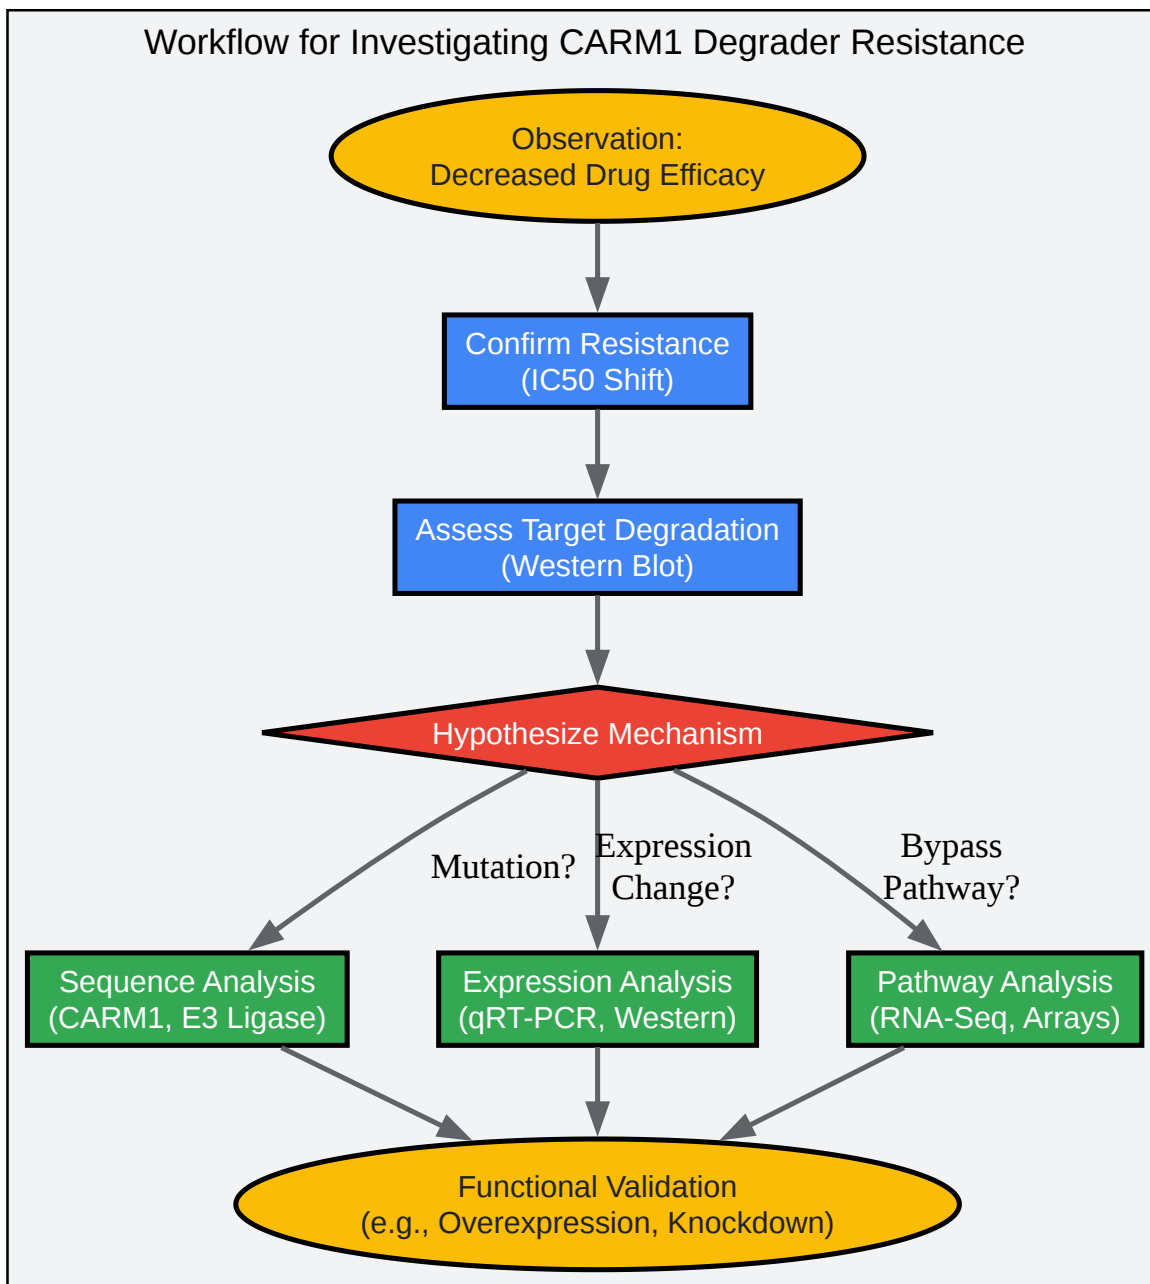 Workflow for Investigating CARM1 Degrader Resistance
Observation:
Decreased Drug Efficacy
Confirm Resistance
(IC50 Shift)
Assess Target Degradation
(Western Blot)
Hypothesize Mechanism
Mutation?
Expression
Change?
Bypass
Pathway?
Sequence Analysis
(CARM1, E3 Ligase)
Expression Analysis
(qRT-PCR, Western)
Pathway Analysis
(RNA-Seq, Arrays)
Functional Validation
(e.g., Overexpression, Knockdown)